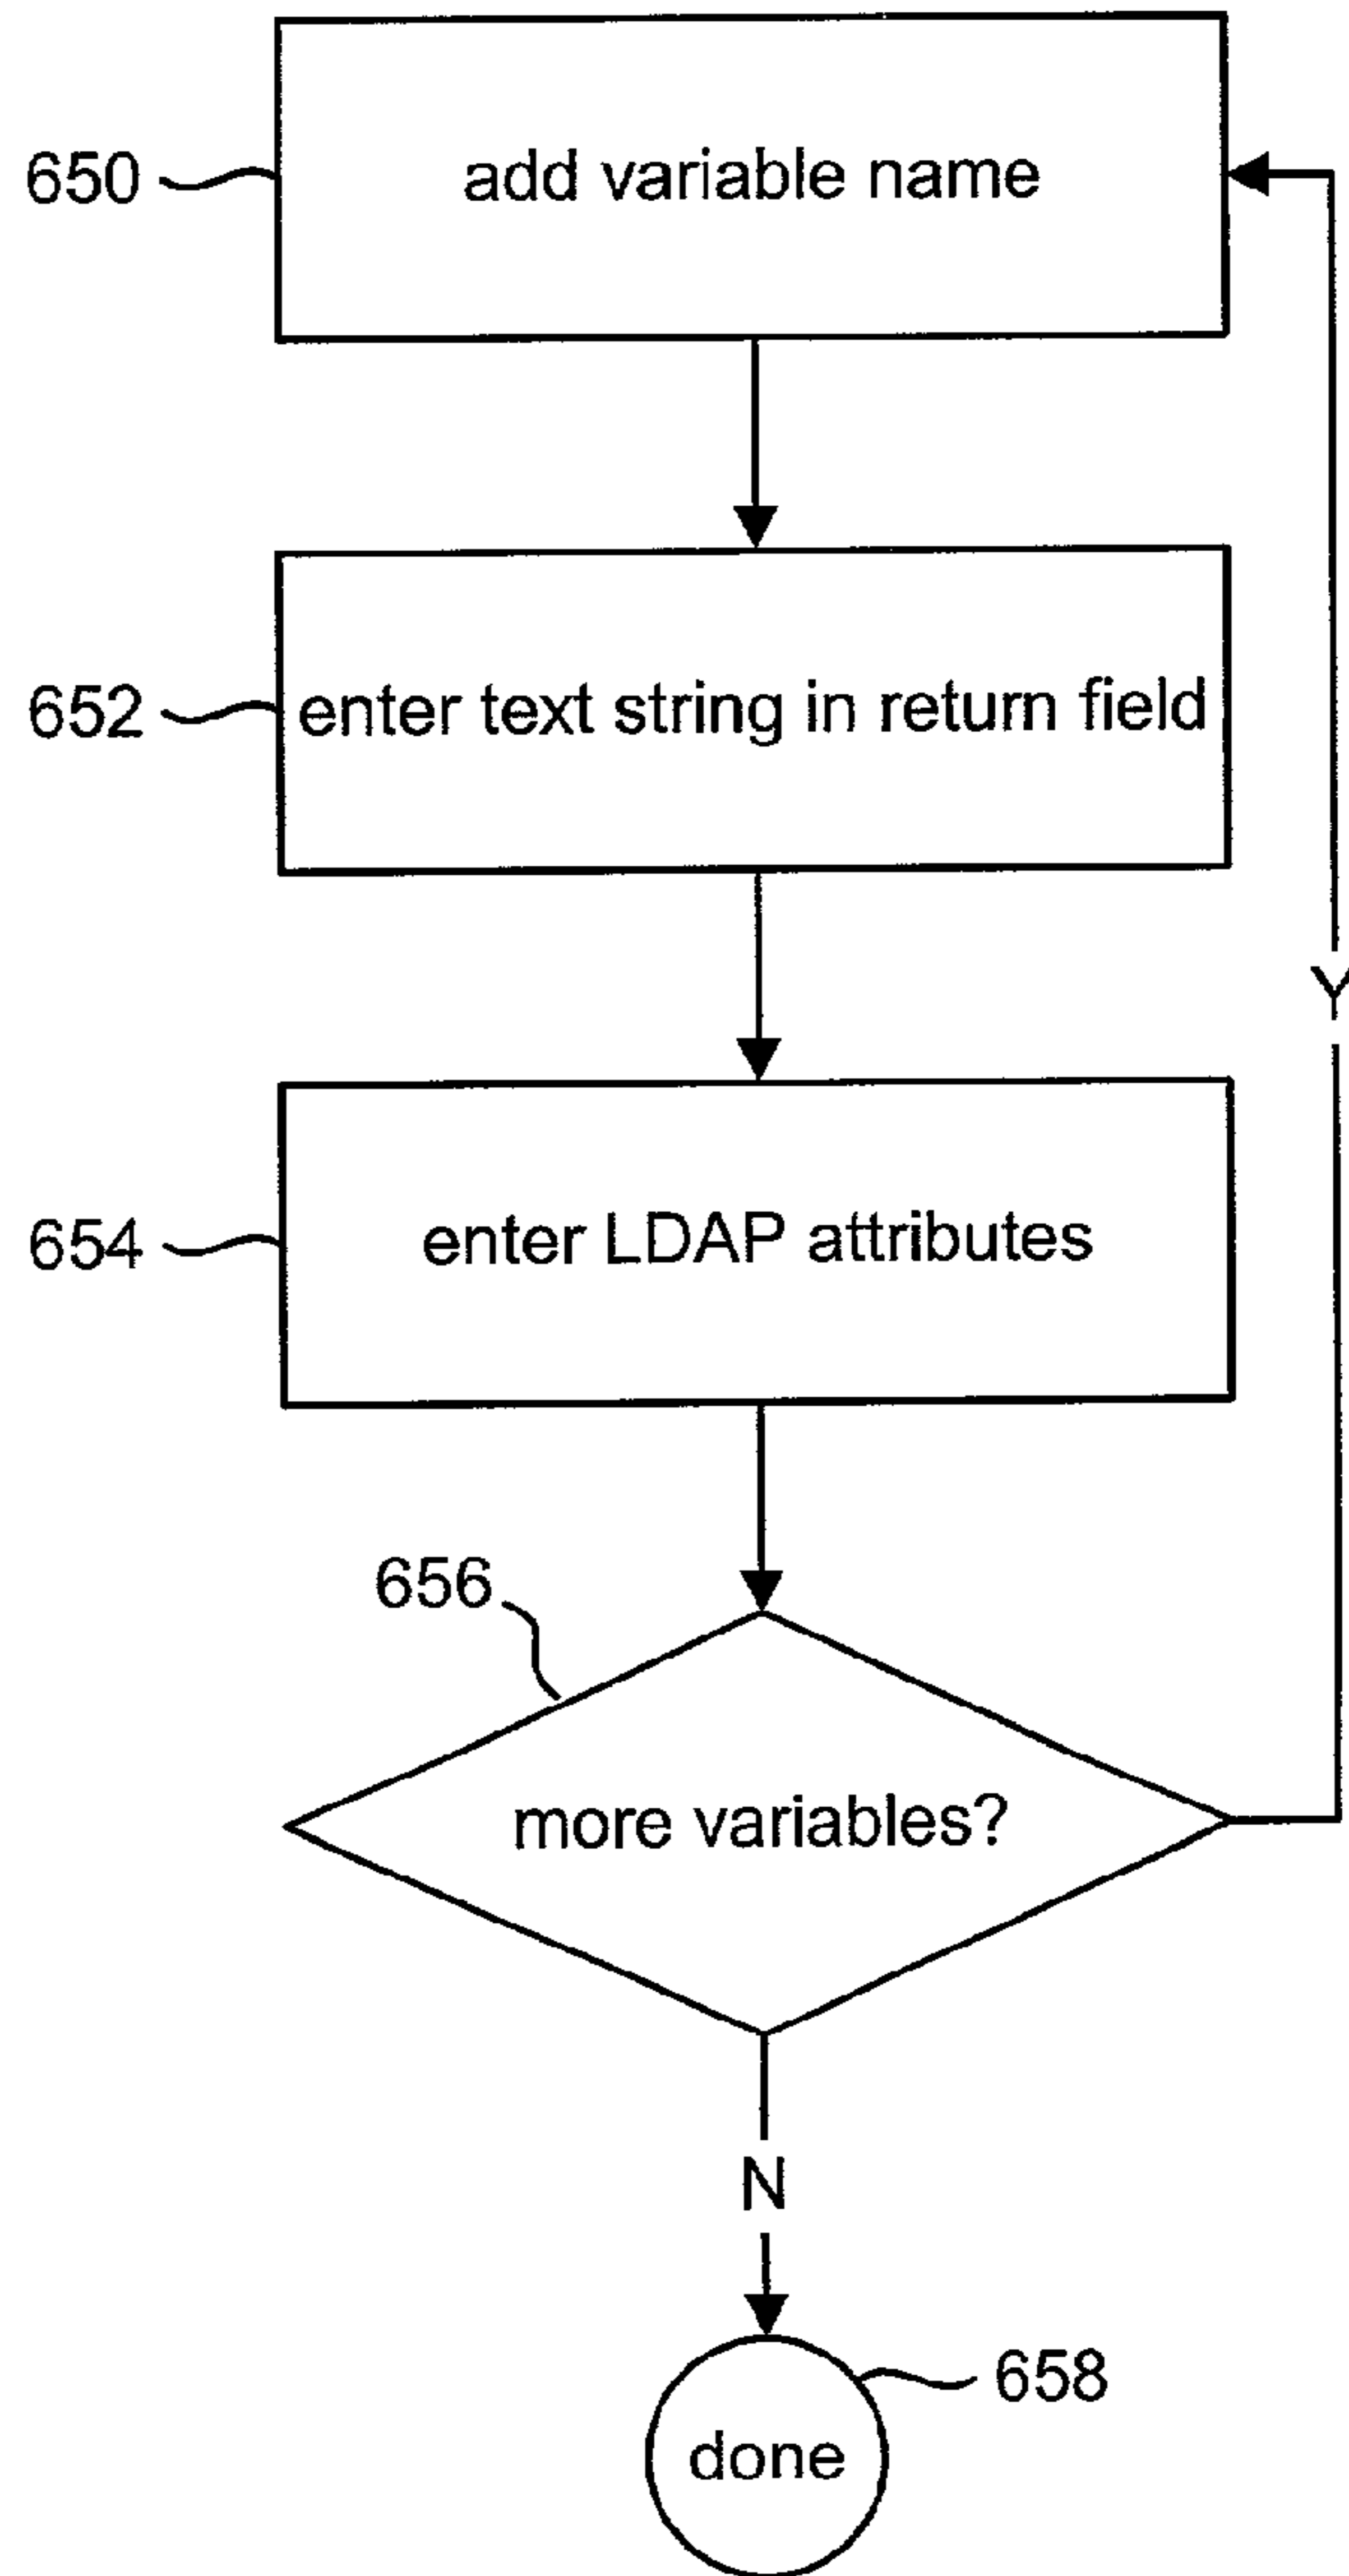 650
add variable name
652
enter text string in return field
Y
654
enter LDAP attributes
656
more variables?
N
658
done